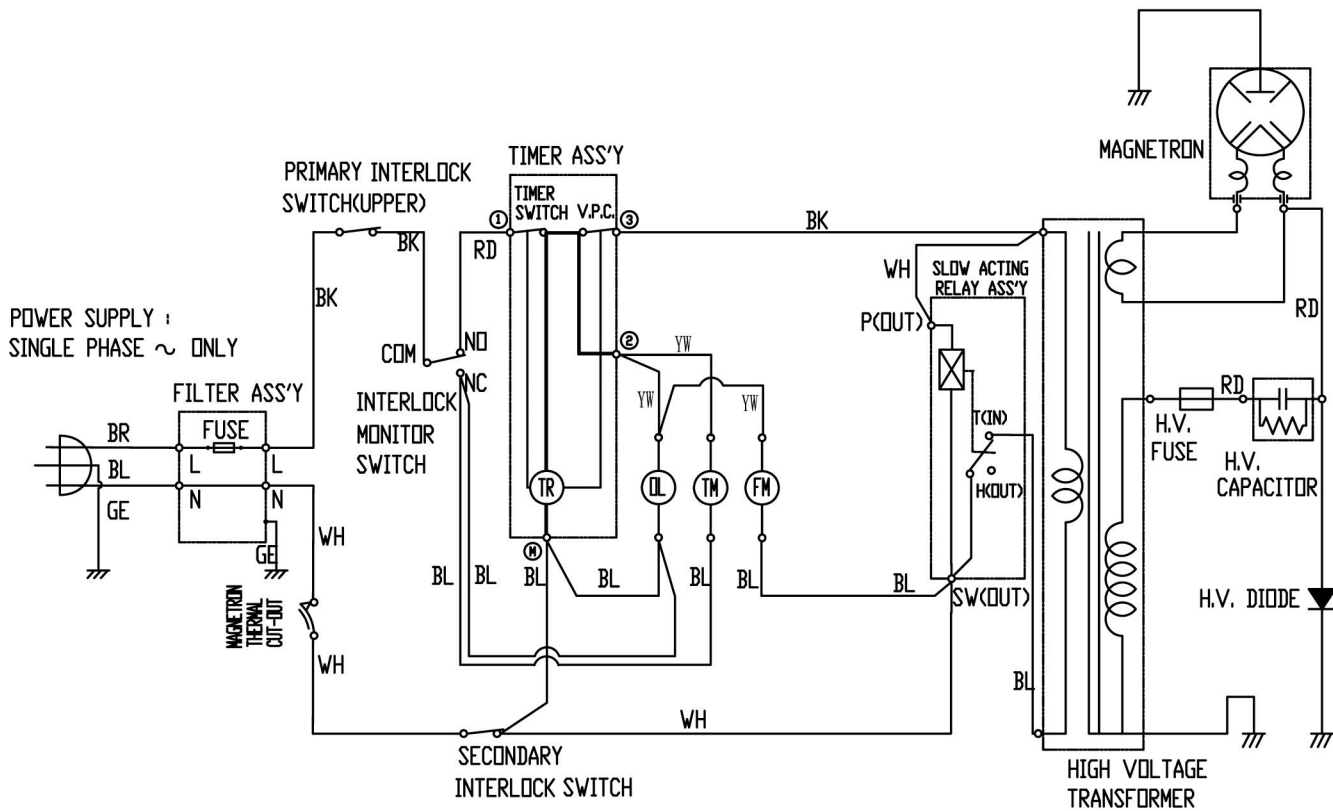 MAGNETRON
TIMER ASS'Y
PRIMARY INTERLOCK
SWITCH(UPPER)
TIMER
SWITCH V.P.C.
①
③
BK
BK
RD
BK
WH
SLOW ACTING
RELAY ASS'Y
P(OUT)
RD
POWER SUPPLY :
SINGLE PHASE ∼ ONLY
COM
NO
NC
②
YW
YW
YW
FILTER ASS'Y
FUSE
INTERLOCK
MONITOR
SWITCH
T(IN)
H(OUT)
RD
H.V.
FUSE
H.V.
CAPACITOR
BR
BL
GE
L
L
N
N
GE
TR
OL
TM
FM
WH
M
BL
BL
BL
BL
BL
BL
SW(OUT)
H.V. DIODE
MAGNETRON
THERMAL
CUT-OUT
WH
BL
WH
SECONDARY
INTERLOCK SWITCH
HIGH VOLTAGE
TRANSFORMER